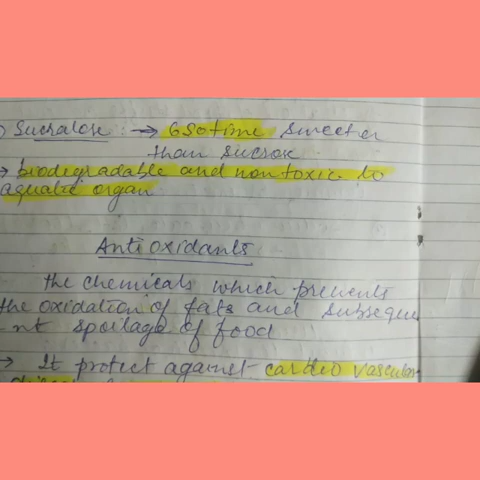 ) Sucralose → 650 time sweeter
than sucrose
→ biodegradable and non toxic to
aquatic organ
Antioxidants
the chemicals which prevents
the oxidation of fats and subseque
nt spoilage of food
→ It protect against cardio vascular